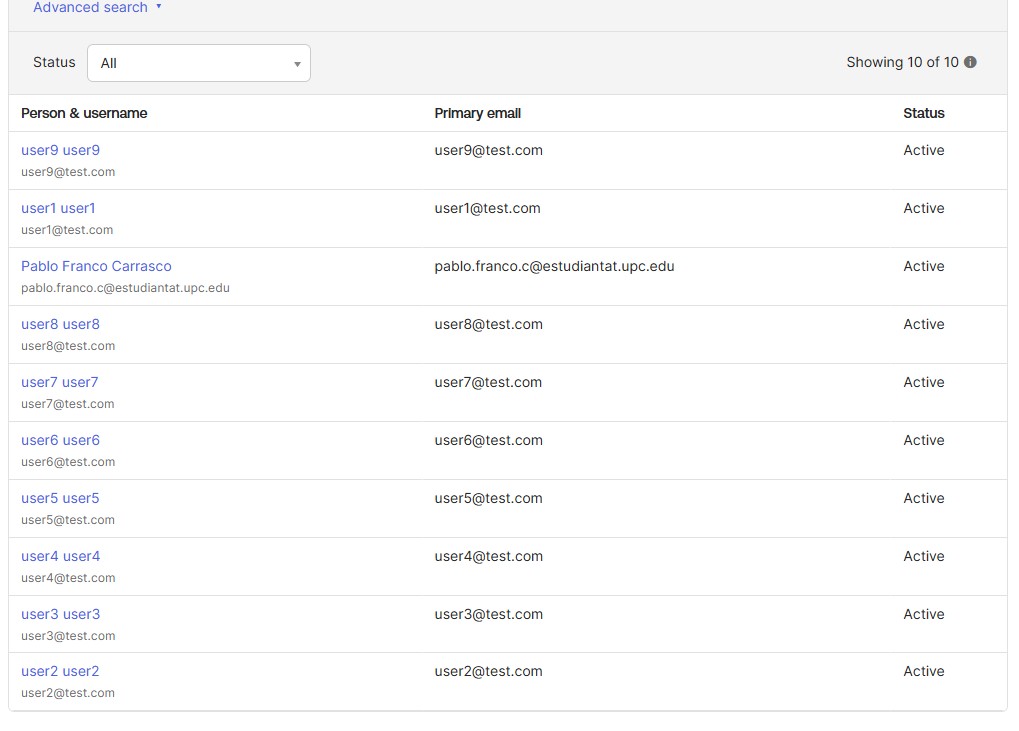 Advanced search
Status All Showing 10 of 10
Person & username Primary email Status
user9 user9 user9@test.com Active
user9@test.com
user1 user1 user1@test.com Active
user1@test.com
Pablo Franco Carrasco pablo.franco.c@estudiantat.upc.edu Active
pablo.franco.c@estudiantat.upc.edu
user8 user8 user8@test.com Active
user8@test.com
user7 user7 user7@test.com Active
user7@test.com
user6 user6 user6@test.com Active
user6@test.com
user5 user5 user5@test.com Active
user5@test.com
user4 user4 user4@test.com Active
user4@test.com
user3 user3 user3@test.com Active
user3@test.com
user2 user2 user2@test.com Active
user2@test.com